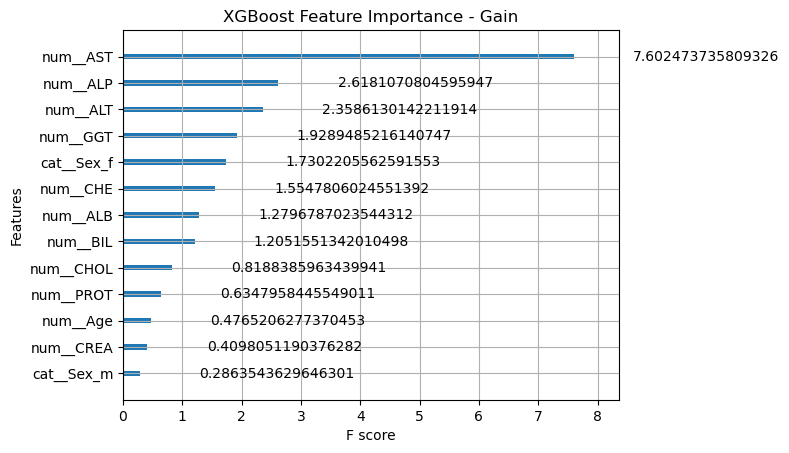 XGBoost Feature Importance - Gain
Features
num__AST 7.602473735809326
num__ALP 2.6181070804595947
num__ALT 2.3586130142211914
num__GGT 1.9289485216140747
cat__Sex_f 1.7302205562591553
num__CHE 1.5547806024551392
num__ALB 1.2796787023544312
num__BIL 1.2051551342010498
num__CHOL 0.8188385963439941
num__PROT 0.6347958445549011
num__Age 0.4765206277370453
num__CREA 0.4098051190376282
cat__Sex_m 0.2863543629646301
0 1 2 3 4 5 6 7 8
F score